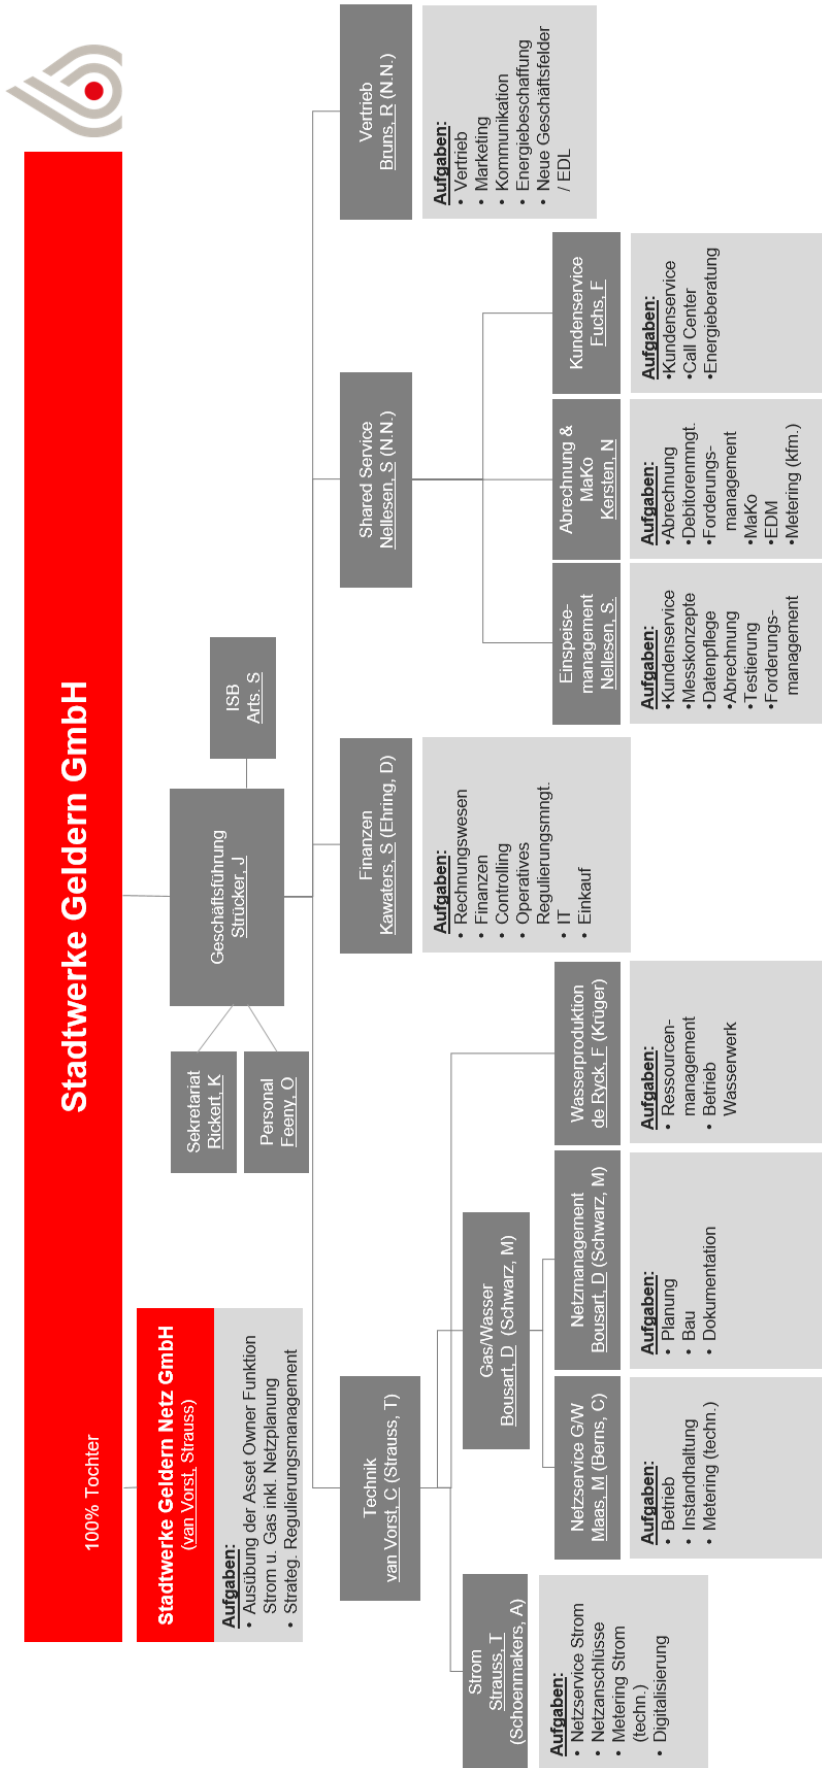 Stadtwerke Geldern GmbH
100% Tochter
Stadtwerke Geldern Netz GmbH
(van Vorst, Strauss)
Aufgaben:
• Ausübung der Asset Owner Funktion
Strom u. Gas inkl. Netzplanung
• Strateg. Regulierungsmanagement
Sekretariat
Rickert, K
Personal
Feeny, O
Geschäftsführung
Strücker, J
ISB
Arts. S
Technik
van Vorst, C (Strauss, T)
Finanzen
Kawaters, S (Ehring, D)
Aufgaben:
• Rechnungswesen
• Finanzen
• Controlling
• Operatives
Regulierungsmngt.
• IT
• Einkauf
Shared Service
Nellesen, S (N.N.)
Vertrieb
Bruns, R (N.N.)
Aufgaben:
• Vertrieb
• Marketing
• Kommunikation
• Energiebeschaffung
• Neue Geschäftsfelder
/ EDL
Strom
Strauss, T
(Schoenmakers, A)
Aufgaben:
• Netzservice Strom
• Netzanschlüsse
• Metering Strom
(techn.)
• Digitalisierung
Gas/Wasser
Bousart, D (Schwarz, M)
Netzservice G/W
Maas, M (Berns, C)
Aufgaben:
• Betrieb
• Instandhaltung
• Metering (techn.)
Netzmanagement
Bousart, D (Schwarz, M)
Aufgaben:
• Planung
• Bau
• Dokumentation
Wasserproduktion
de Ryck, F (Krüger)
Aufgaben:
• Ressourcen-
management
• Betrieb
Wasserwerk
Einspeise-
management
Nellesen, S.
Aufgaben:
•Kundenservice
•Messkonzepte
•Datenpflege
•Abrechnung
•Testierung
•Forderungs-
management
Abrechnung &
MaKo
Kersten, N
Aufgaben:
•Abrechnung
•Debitorenmngt.
•Forderungs-
management
•MaKo
•EDM
•Metering (kfm.)
Kundenservice
Fuchs, F
Aufgaben:
•Kundenservice
•Call Center
•Energieberatung